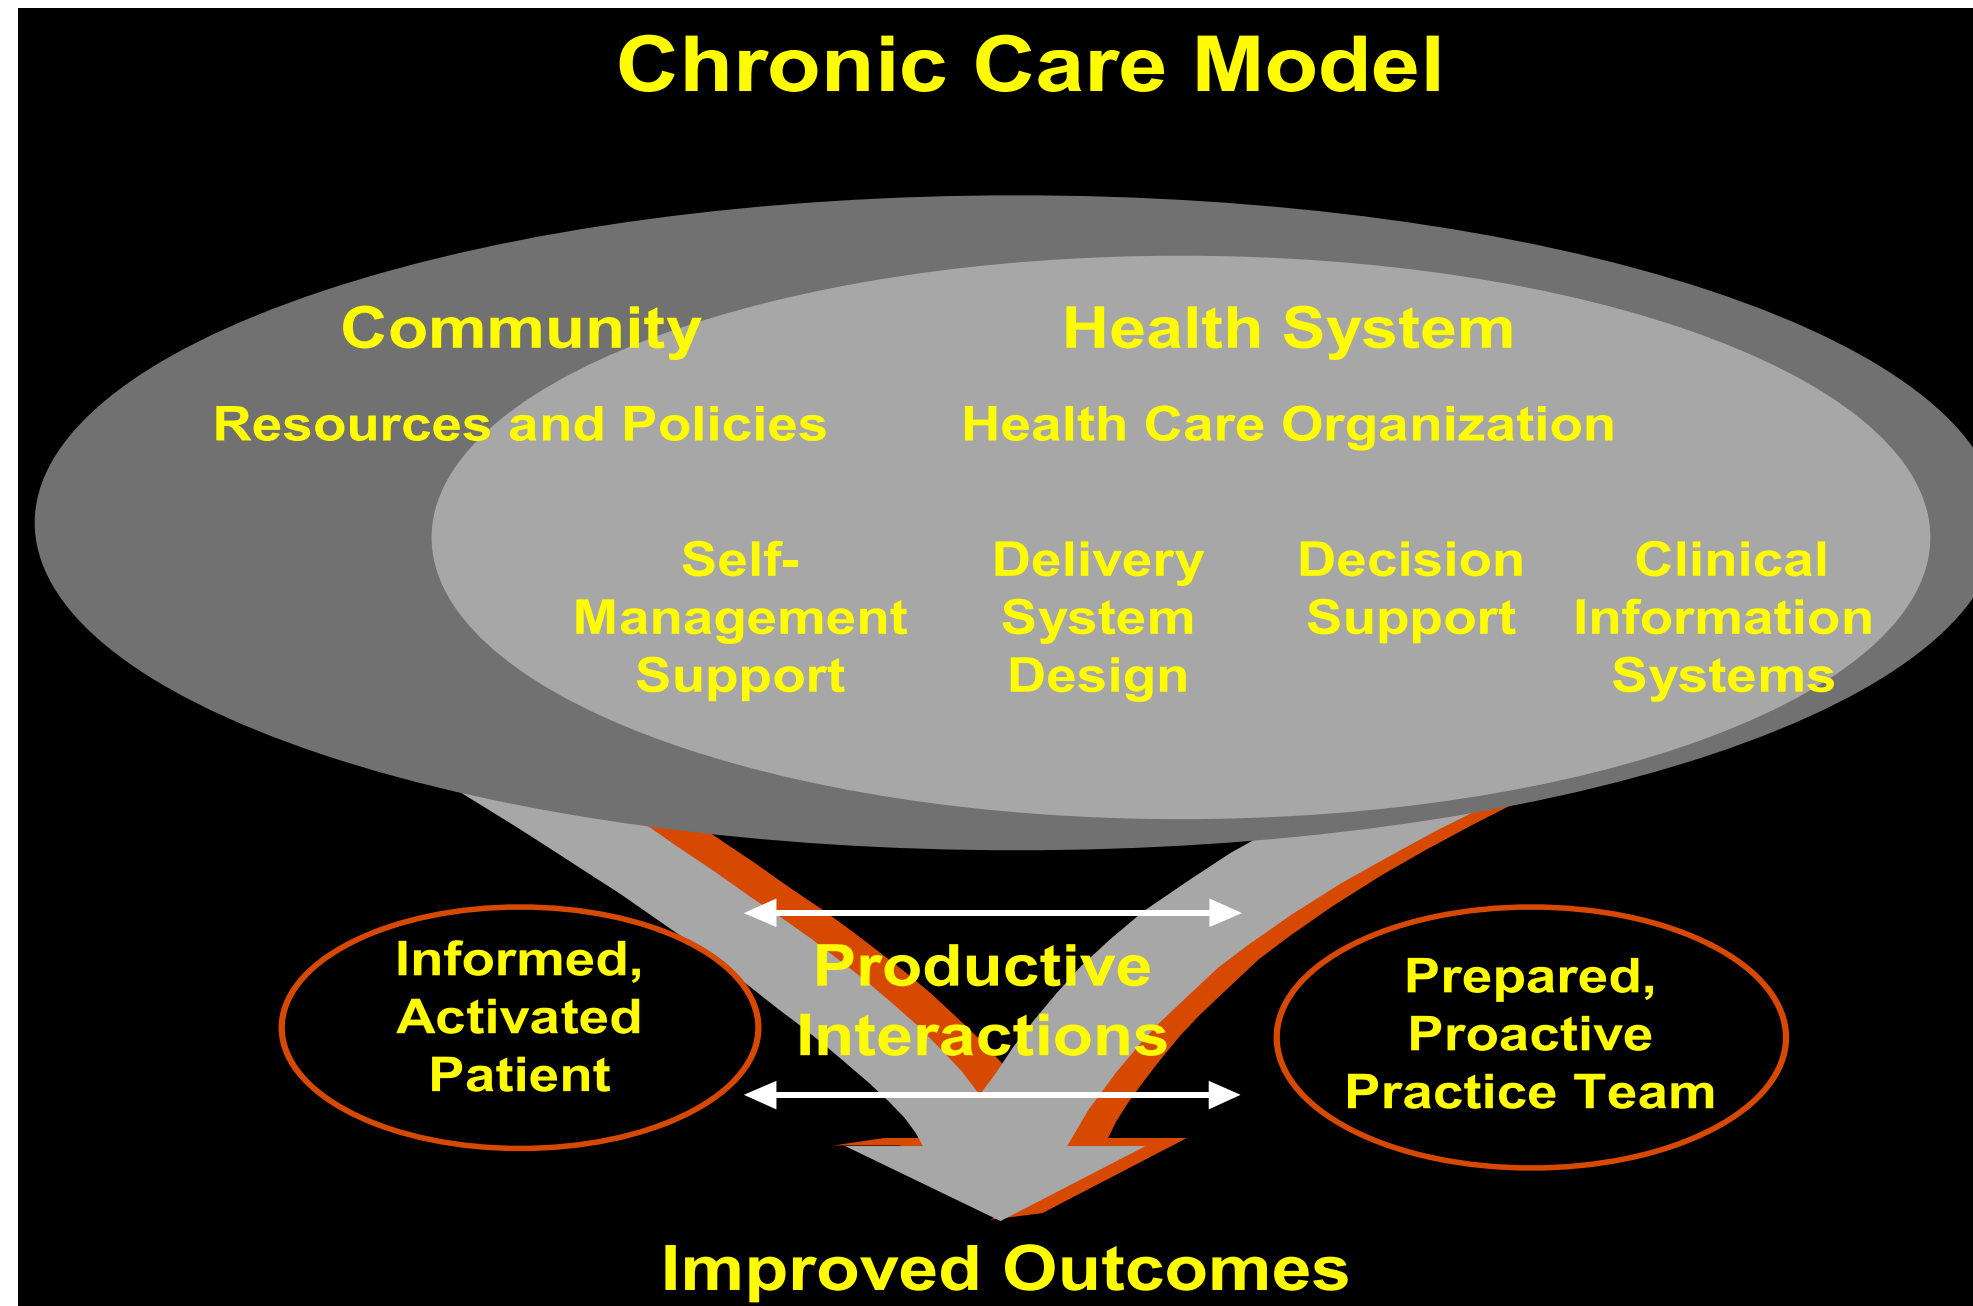 Chronic Care Model
Community
Resources and Policies
Health System
Health Care Organization
Self-
Management
Support
Delivery
System
Design
Decision
Support
Clinical
Information
Systems
Informed,
Activated
Patient
Productive
Interactions
Prepared,
Proactive
Practice Team
Improved Outcomes